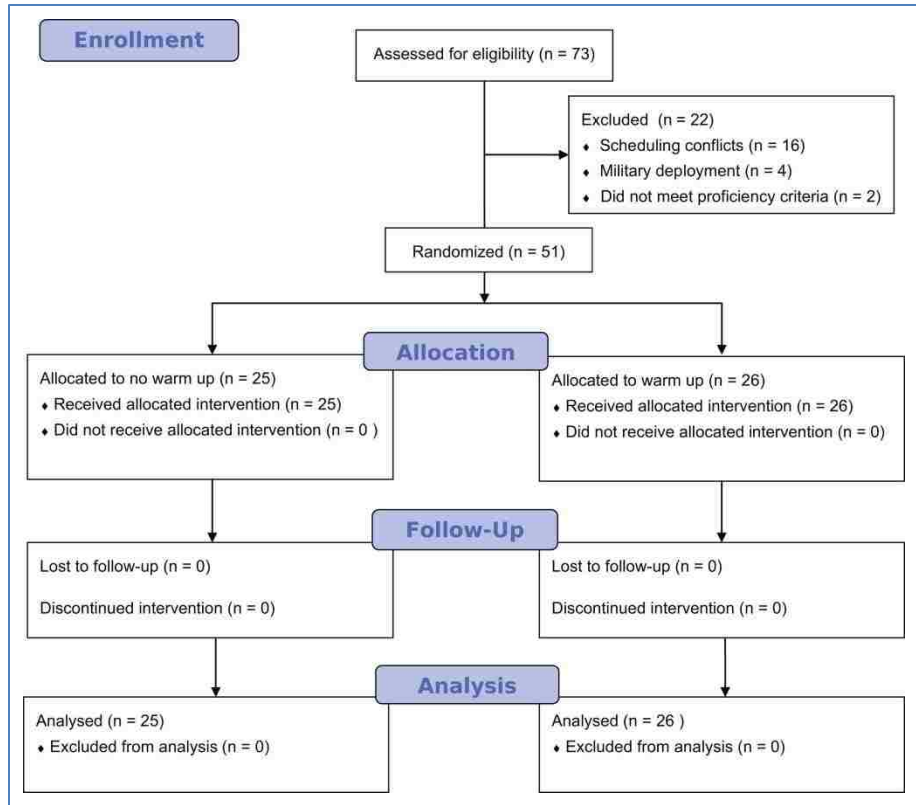 Enrollment
Assessed for eligibility (n = 73)
Excluded (n = 22)
♦ Scheduling conflicts (n = 16)
♦ Military deployment (n = 4)
♦ Did not meet proficiency criteria (n = 2)
Randomized (n = 51)
Allocation
Allocated to no warm up (n = 25)
♦ Received allocated intervention (n = 25)
♦ Did not receive allocated intervention (n = 0 )
Allocated to warm up (n = 26)
♦ Received allocated intervention (n = 26)
♦ Did not receive allocated intervention (n = 0)
Follow-Up
Lost to follow-up (n = 0)
Discontinued intervention (n = 0)
Lost to follow-up (n = 0)
Discontinued intervention (n = 0)
Analysis
Analysed (n = 25)
♦ Excluded from analysis (n = 0)
Analysed (n = 26 )
♦ Excluded from analysis (n = 0)